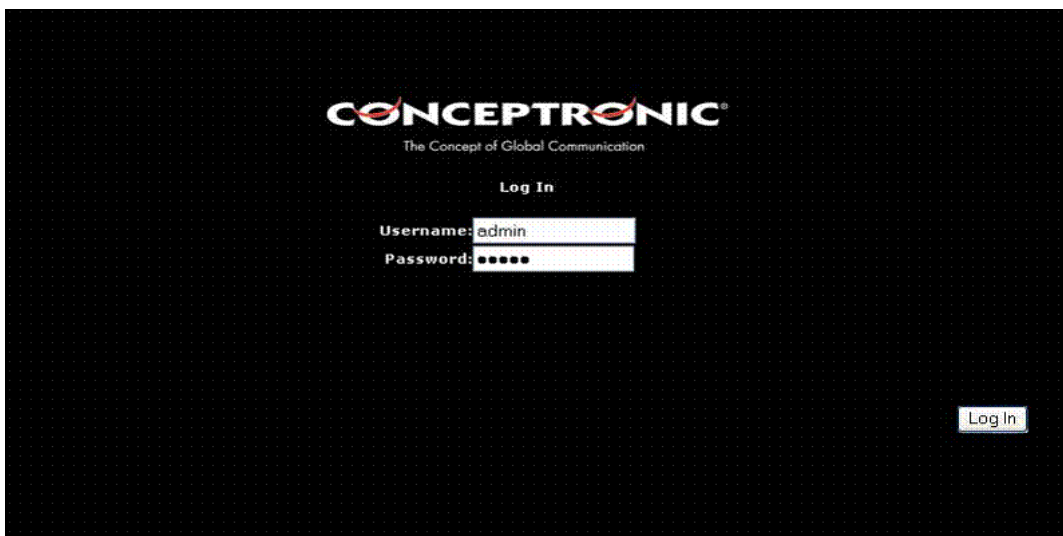 CONCEPTRONIC®
The Concept of Global Communication
Log In
Username: admin
Password: •••••
Log In